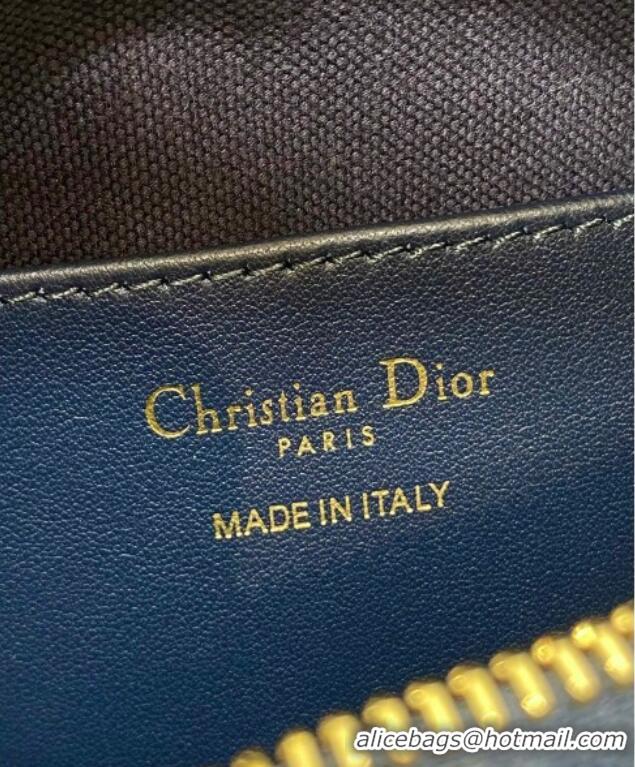 Christian Dior
PARIS
MADE IN ITALY
alicebags@hotmail.com